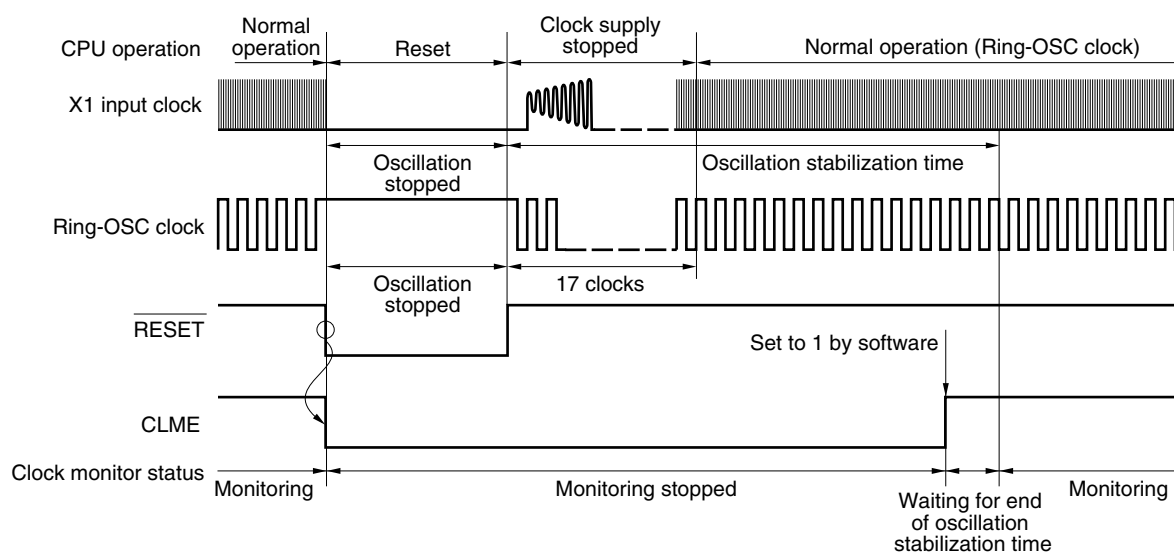 CPU operation
Normal
operation
Reset
Clock supply
stopped
Normal operation (Ring-OSC clock)
X1 input clock
Oscillation
stopped
Oscillation stabilization time
Ring-OSC clock
Oscillation
stopped
17 clocks
RESET
Set to 1 by software
CLME
Clock monitor status
Monitoring
Monitoring stopped
Waiting for end
of oscillation
stabilization time
Monitoring